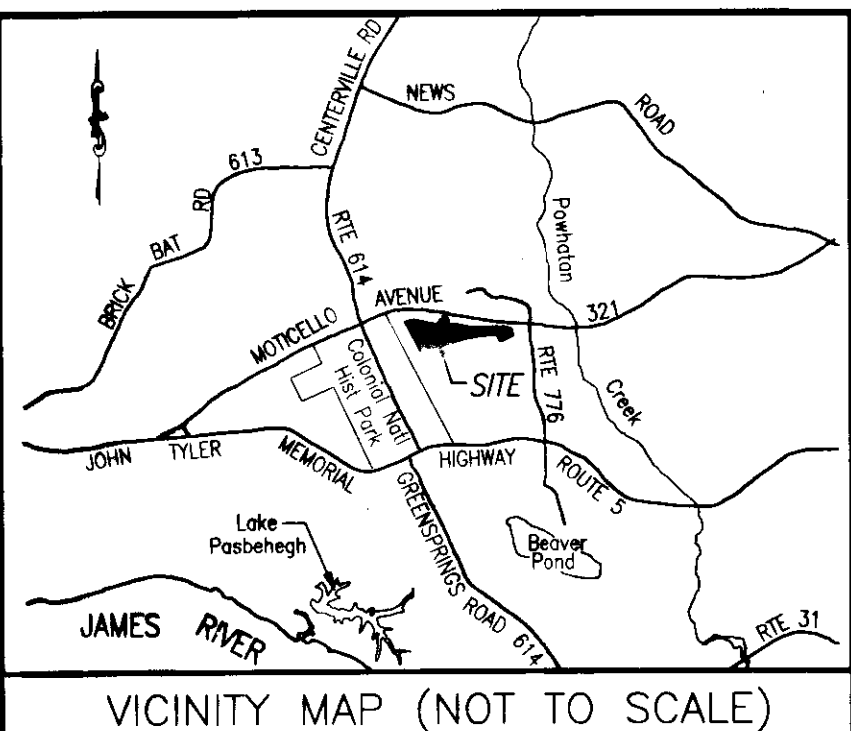 CENTERVILLE RD
NEWS ROAD
613
BRICK BAT RD
RTE 614
Powhatan Creek
MOTICELLO AVENUE
321
SITE
RTE 776
Colonial Natl
Hist Park
JOHN TYLER MEMORIAL HIGHWAY ROUTE 5
GREENSPRINGS ROAD 614
Lake
Pasbehegh
Beaver
Pond
JAMES RIVER
RTE 31
VICINITY MAP (NOT TO SCALE)